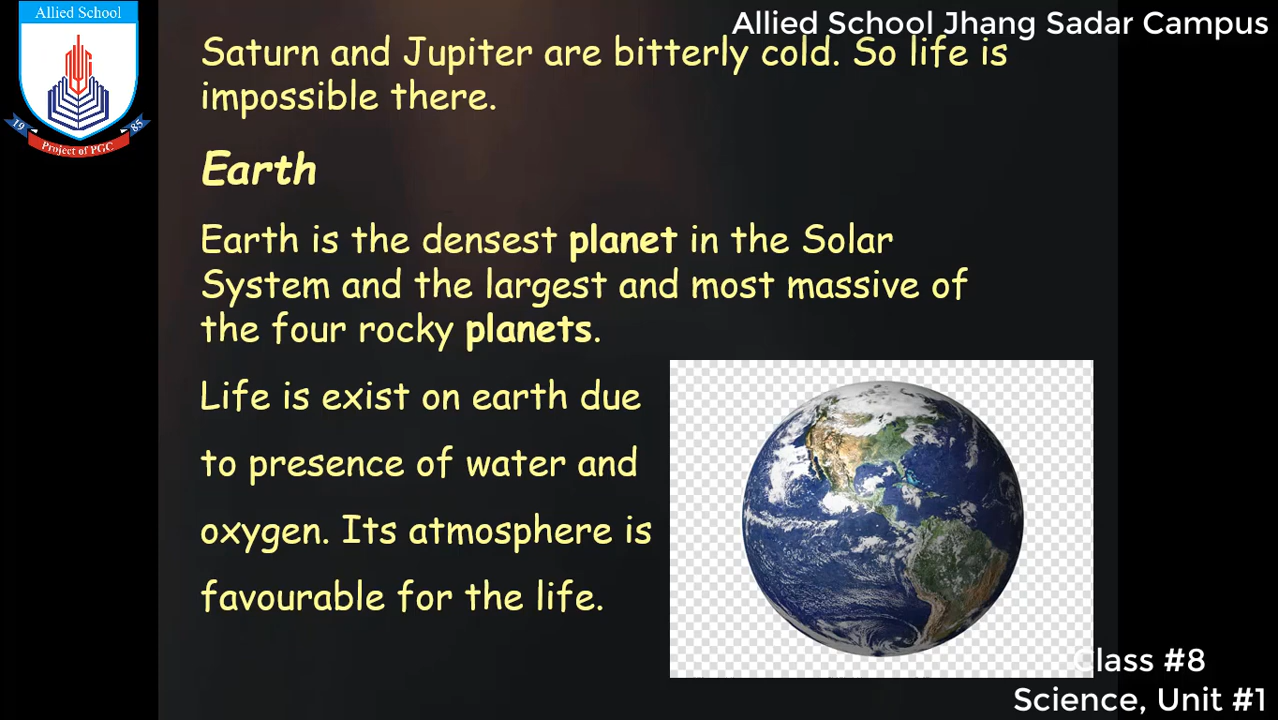 Allied School
19 85
Project of PGC
Allied School Jhang Sadar Campus
Saturn and Jupiter are bitterly cold. So life is
impossible there.
Earth
Earth is the densest planet in the Solar
System and the largest and most massive of
the four rocky planets.
Life is exist on earth due
to presence of water and
oxygen. Its atmosphere is
favourable for the life.
Class #8
Science, Unit #1